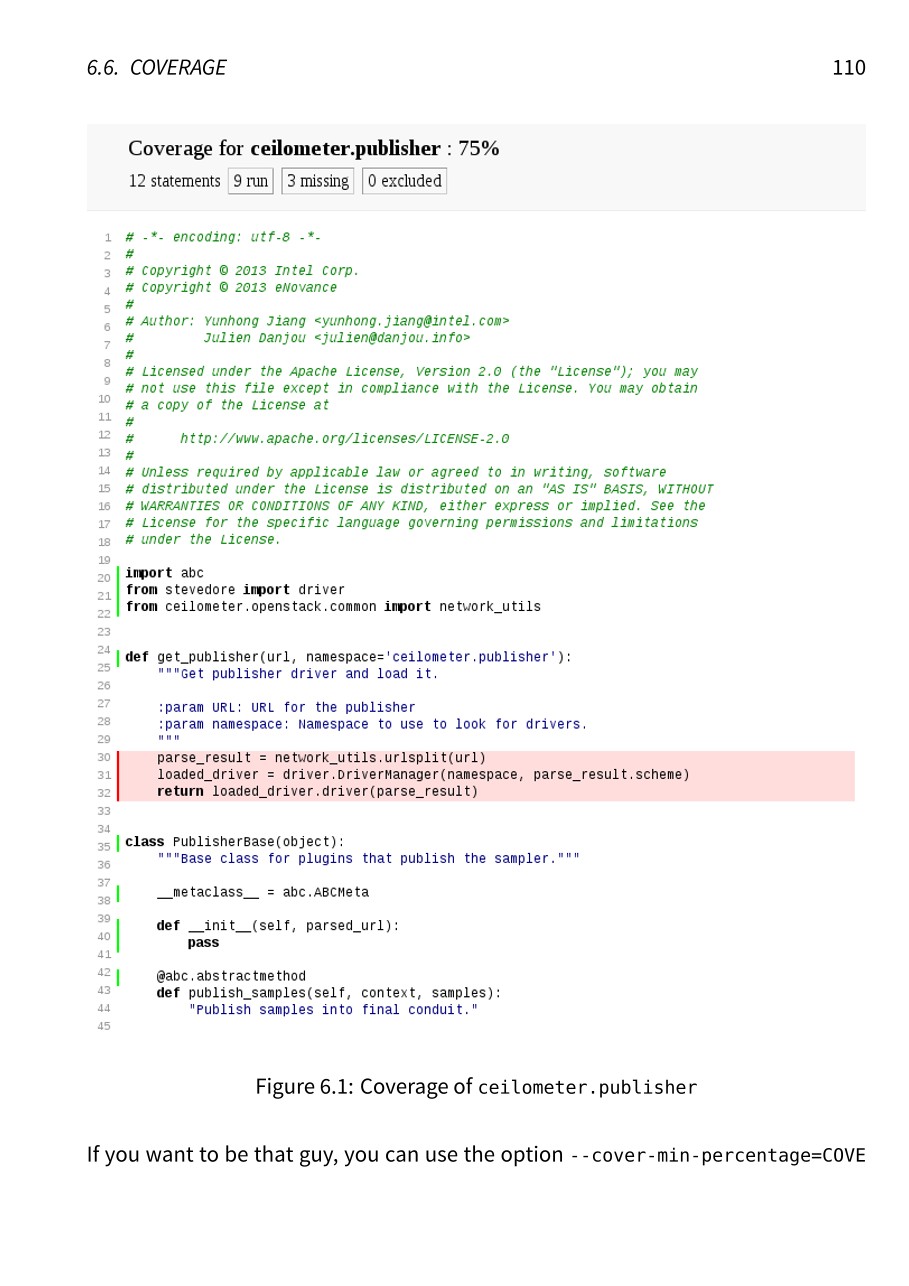 6.6. COVERAGE 110
Coverage for ceilometer.publisher : 75%
12 statements 9 run 3 missing 0 excluded
1 # -*- encoding: utf-8 -*-
2 #
3 # Copyright © 2013 Intel Corp.
4 # Copyright © 2013 eNovance
5 #
6 # Author: Yunhong Jiang <yunhong.jiang@intel.com>
7 #         Julien Danjou <julien@danjou.info>
8 #
9 # Licensed under the Apache License, Version 2.0 (the "License"); you may
10 # not use this file except in compliance with the License. You may obtain
11 # a copy of the License at
12 #
13 #      http://www.apache.org/licenses/LICENSE-2.0
14 #
15 # Unless required by applicable law or agreed to in writing, software
16 # distributed under the License is distributed on an "AS IS" BASIS, WITHOUT
17 # WARRANTIES OR CONDITIONS OF ANY KIND, either express or implied. See the
18 # License for the specific language governing permissions and limitations
19 # under the License.
20
21 import abc
22 from stevedore import driver
23 from ceilometer.openstack.common import network_utils
24
25
26 def get_publisher(url, namespace='ceilometer.publisher'):
27     """Get publisher driver and load it.
28
29     :param URL: URL for the publisher
30     :param namespace: Namespace to use to look for drivers.
31     """
32     parse_result = network_utils.urlsplit(url)
33     loaded_driver = driver.DriverManager(namespace, parse_result.scheme)
34     return loaded_driver.driver(parse_result)
35
36
37 class PublisherBase(object):
38     """Base class for plugins that publish the sampler."""
39
40     __metaclass__ = abc.ABCMeta
41
42     def __init__(self, parsed_url):
43         pass
44
45     @abc.abstractmethod
    def publish_samples(self, context, samples):
        "Publish samples into final conduit."
Figure 6.1: Coverage of ceilometer.publisher
If you want to be that guy, you can use the option --cover-min-percentage=COVE